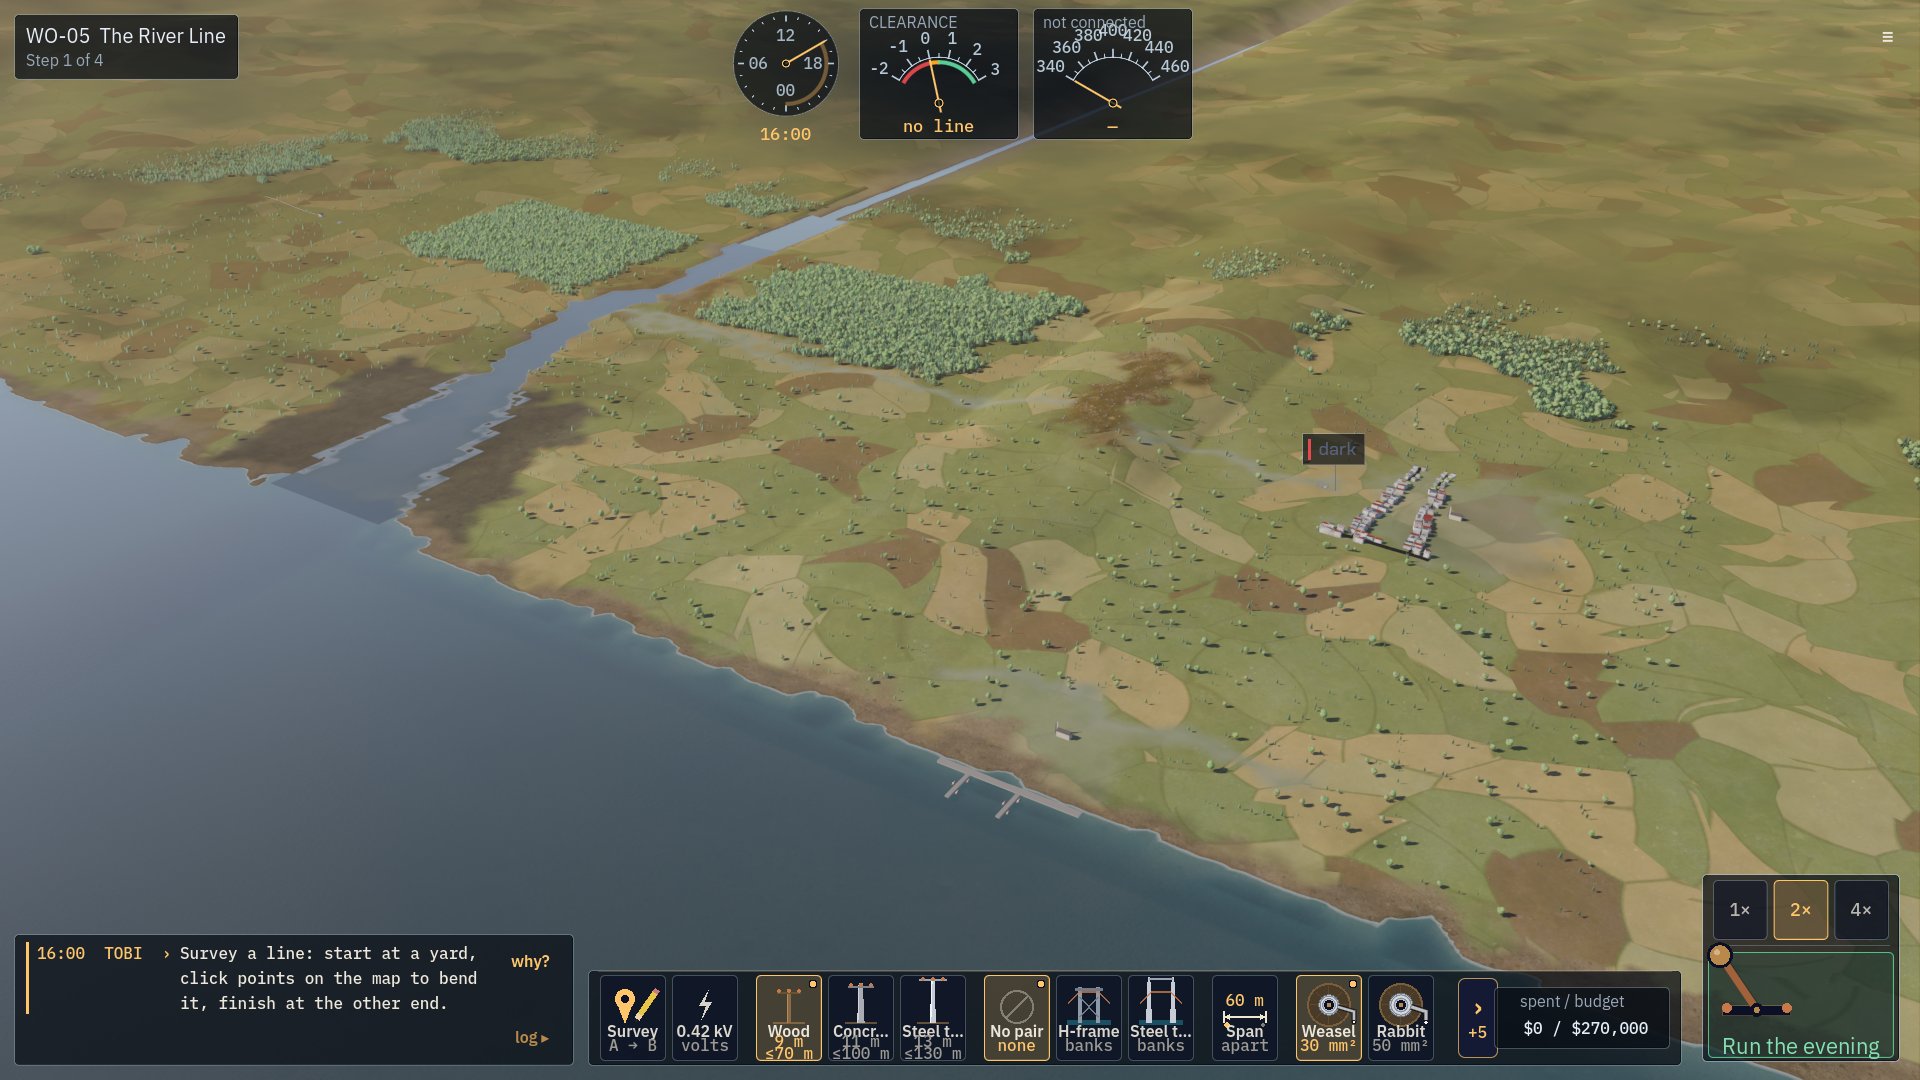 WO-05 The River Line
Step 1 of 4
12
06 18
00
16:00
CLEARANCE
-2 -1 0 1 2 3
no line
not connected
340 360 380 400 420 440 460
—
≡
dark
16:00 TOBI › Survey a line: start at a yard,
click points on the map to bend
it, finish at the other end.
why?
log ▸
Survey
A → B
0.42 kV
volts
Wood
9 m
≤70 m
Concr...
11 m
≤100 m
Steel t...
13 m
≤130 m
No pair
none
H-frame
banks
Steel t...
banks
60 m
Span
apart
Weasel
30 mm²
Rabbit
50 mm²
›
+5
spent / budget
$0 / $270,000
1×
2×
4×
Run the evening